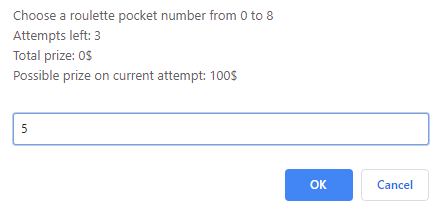 Choose a roulette pocket number from 0 to 8
Attempts left: 3
Total prize: 0$
Possible prize on current attempt: 100$
5
OK
Cancel